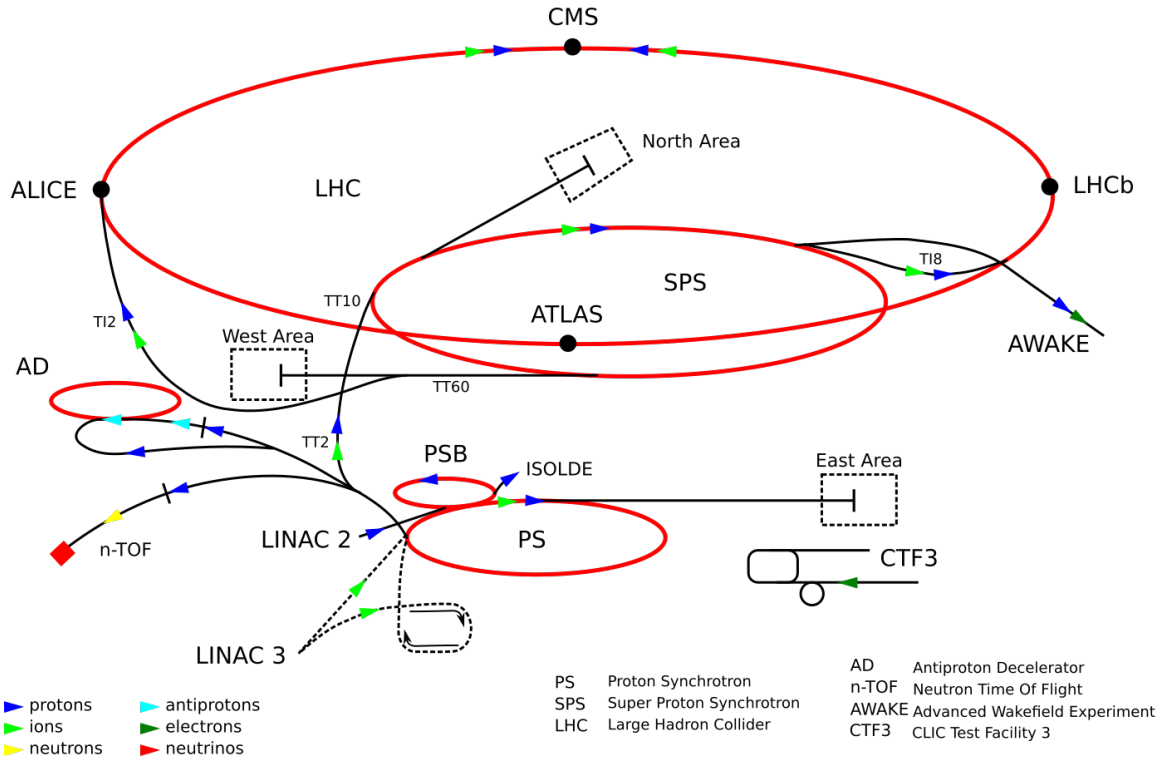 CMS
North Area
ALICE
LHC
LHCb
SPS
TI8
TT10
ATLAS
TI2
West Area
AWAKE
AD
TT60
TT2
PSB
ISOLDE
East Area
LINAC 2
PS
n-TOF
CTF3
LINAC 3
protons
ions
neutrons
antiprotons
electrons
neutrinos
PS Proton Synchrotron
SPS Super Proton Synchrotron
LHC Large Hadron Collider
AD Antiproton Decelerator
n-TOF Neutron Time Of Flight
AWAKE Advanced Wakefield Experiment
CTF3 CLIC Test Facility 3